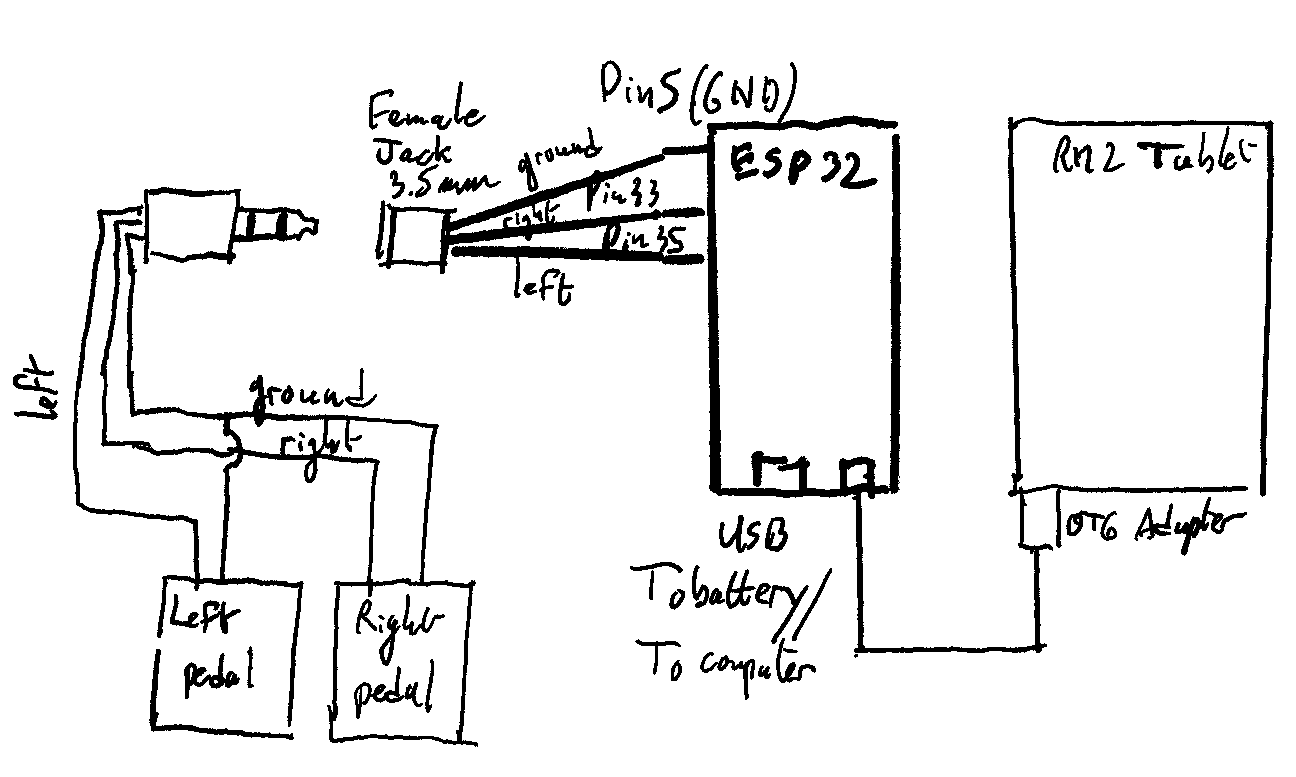 Pin5 (GND)
Female
Jack
3.5mm
ground
Pin33
right
Pin35
left
ESP32
Rn2 Tablet
left
ground
right
USB
To battery//
To computer
OTG Adapter
Left
pedal
Right
pedal